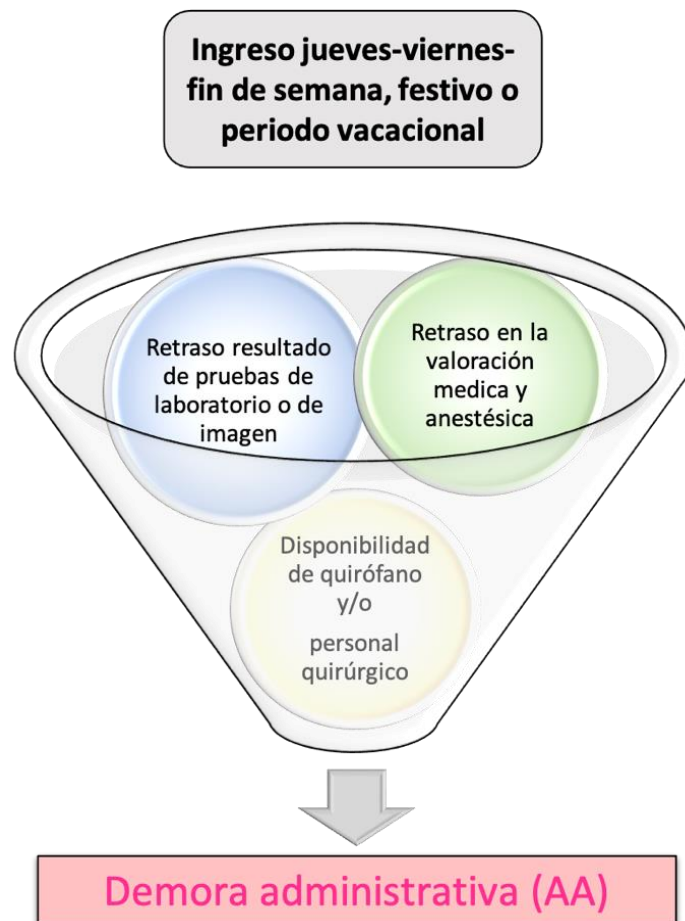 Ingreso jueves-viernes-
fin de semana, festivo o
periodo vacacional
Retraso resultado
de pruebas de
laboratorio o de
imagen
Retraso en la
valoración
medica y
anestésica
Disponibilidad
de quirófano
y/o
personal
quirúrgico
Demora administrativa (AA)